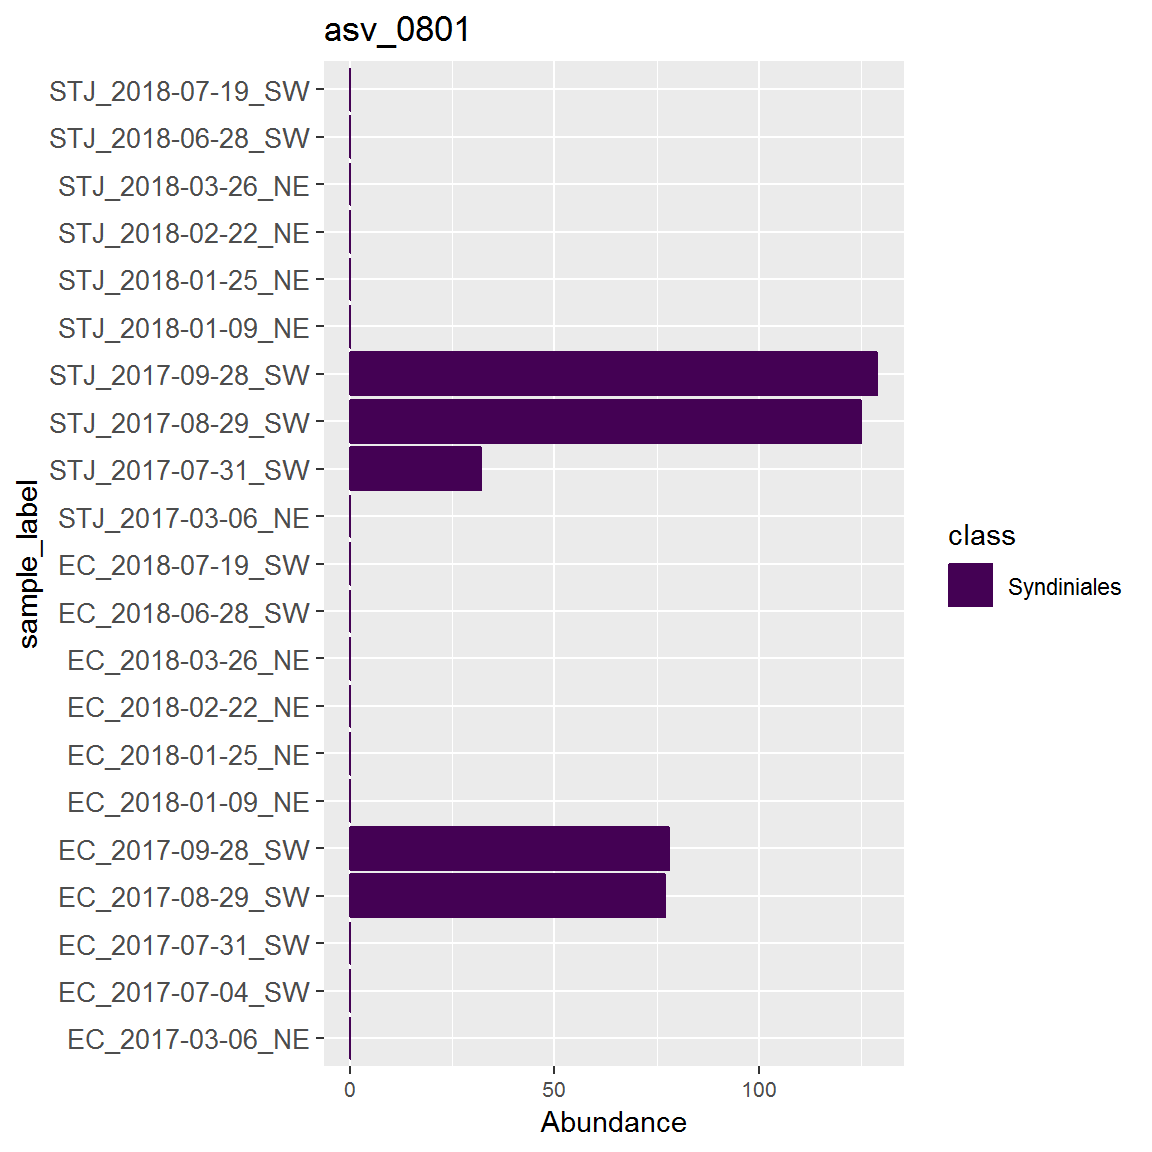 asv_0801
STJ_2018-07-19_SW
STJ_2018-06-28_SW
STJ_2018-03-26_NE
STJ_2018-02-22_NE
STJ_2018-01-25_NE
STJ_2018-01-09_NE
STJ_2017-09-28_SW
STJ_2017-08-29_SW
STJ_2017-07-31_SW
STJ_2017-03-06_NE
EC_2018-07-19_SW
EC_2018-06-28_SW
EC_2018-03-26_NE
EC_2018-02-22_NE
EC_2018-01-25_NE
EC_2018-01-09_NE
EC_2017-09-28_SW
EC_2017-08-29_SW
EC_2017-07-31_SW
EC_2017-07-04_SW
EC_2017-03-06_NE
sample_label
0 50 100
Abundance
class
Syndiniales